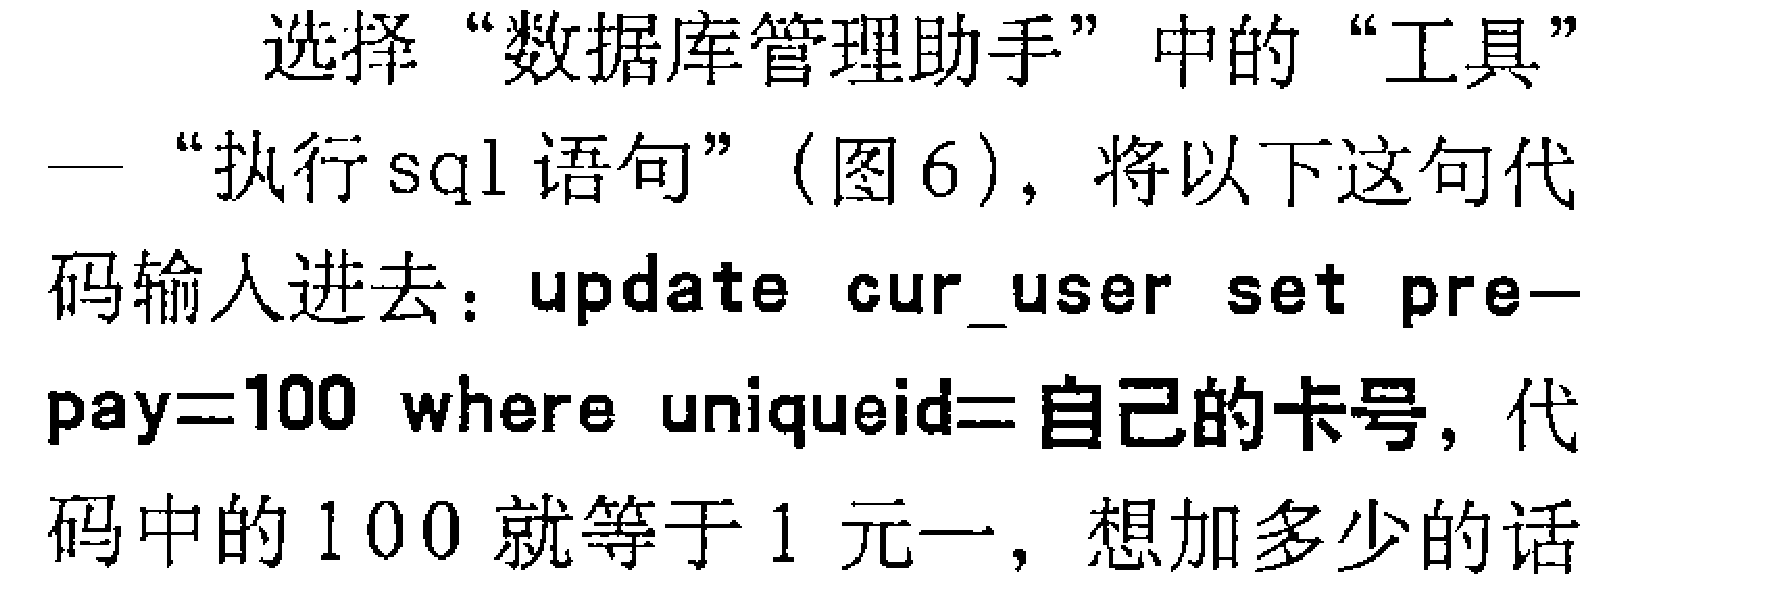 选择“数据库管理助手”中的“工具”
—“执行sql语句”（图6），将以下这句代
码输入进去：update cur_user set pre-
pay=100 where uniqueid=自己的卡号，代
码中的100就等于1 元一，想加多少的话